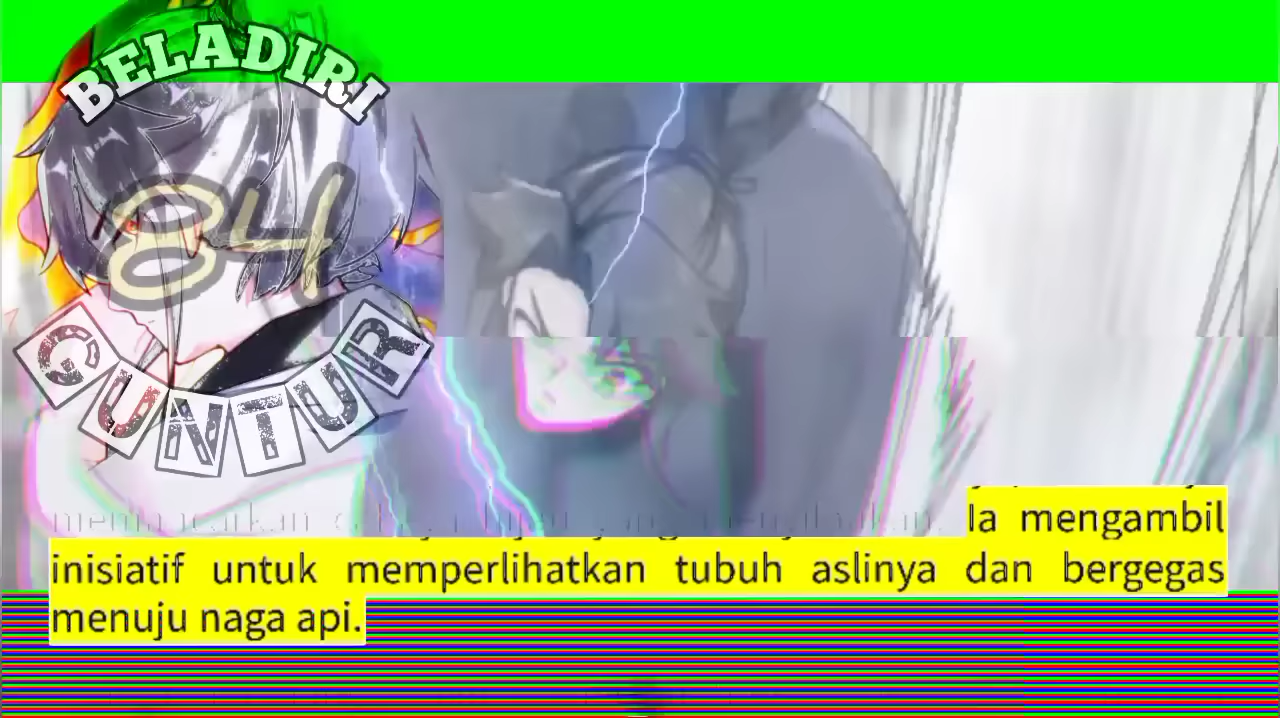 BELADIRI
84
GUNTUR
Ia mengambil
inisiatif untuk memperlihatkan tubuh aslinya dan bergegas
menuju naga api.